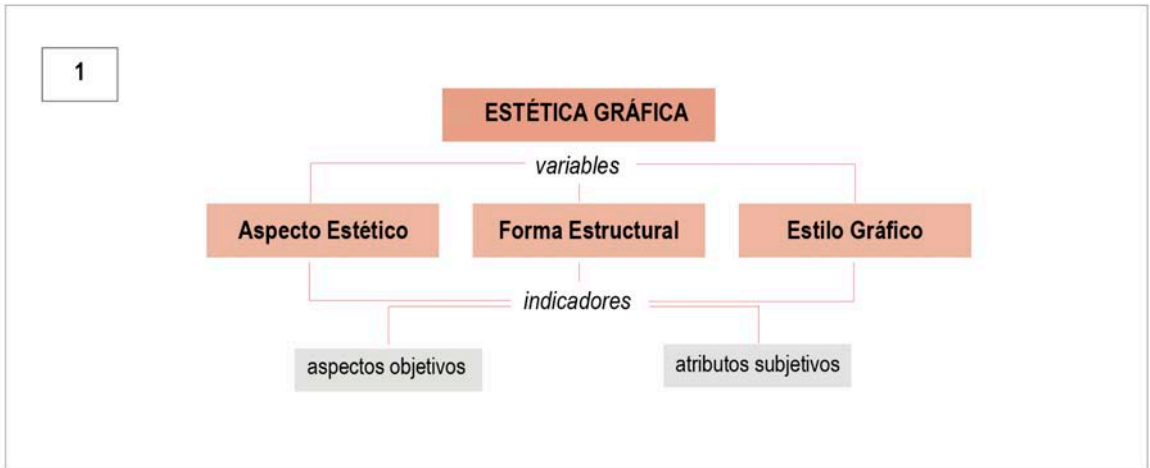 1
ESTÉTICA GRÁFICA
variables
Aspecto Estético
Forma Estructural
Estilo Gráfico
indicadores
aspectos objetivos
atributos subjetivos